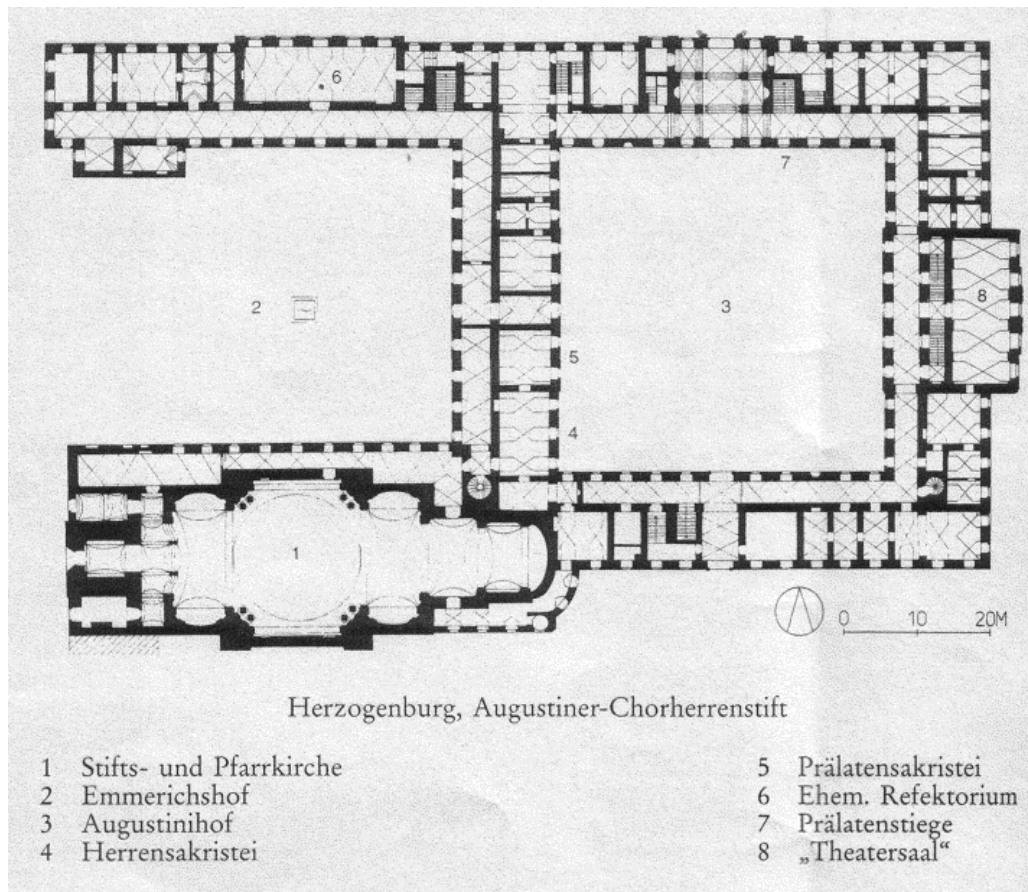 6
7
2
3
8
5
4
1
0 10 20M
Herzogenburg, Augustiner-Chorherrenstift
1 Stifts- und Pfarrkirche
2 Emmerichshof
3 Augustinihof
4 Herrensakristei
5 Prälatensakristei
6 Ehem. Refektorium
7 Prälatenstiege
8 „Theatersaal“